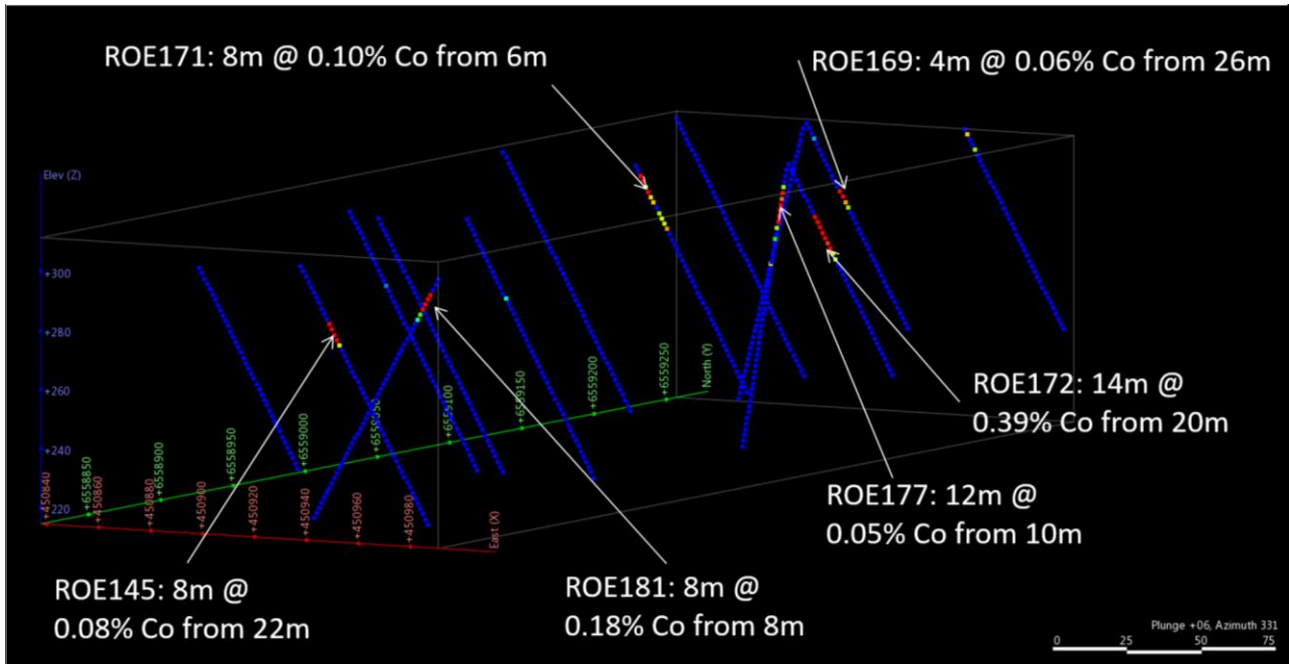 ROE171: 8m @ 0.10% Co from 6m
ROE169: 4m @ 0.06% Co from 26m
Elev (Z)
+300
+280
+260
+240
+220
+6558850
+6558900
+6558950
+6559000
+6559050
+6559100
+6559150
+6559200
+6559250
North (Y)
+450840
+450860
+450880
+450900
+450920
+450940
+450960
+450980
East (X)
ROE172: 14m @
0.39% Co from 20m
ROE177: 12m @
0.05% Co from 10m
ROE145: 8m @
0.08% Co from 22m
ROE181: 8m @
0.18% Co from 8m
Plunge +06, Azimuth 331
0 25 50 75